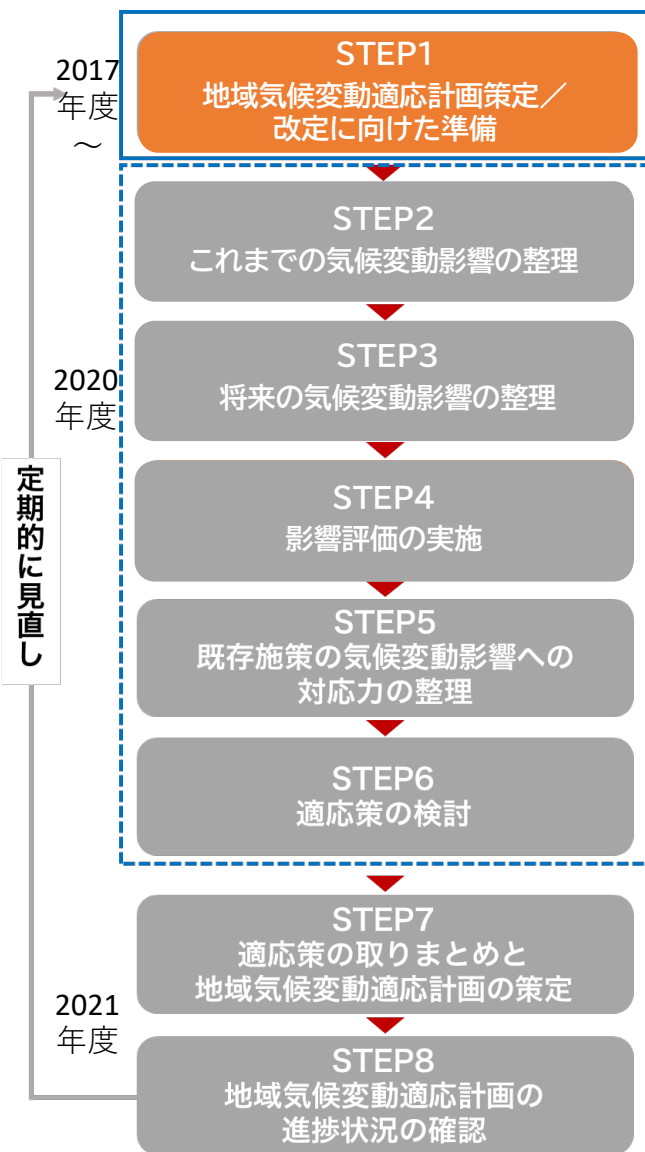 2017
年度
～
STEP1
地域気候変動適応計画策定／
改定に向けた準備
STEP2
これまでの気候変動影響の整理
2020
年度
STEP3
将来の気候変動影響の整理
定期的に見直し
STEP4
影響評価の実施
STEP5
既存施策の気候変動影響への
対応力の整理
STEP6
適応策の検討
2021
年度
STEP7
適応策の取りまとめと
地域気候変動適応計画の策定
STEP8
地域気候変動適応計画の
進捗状況の確認